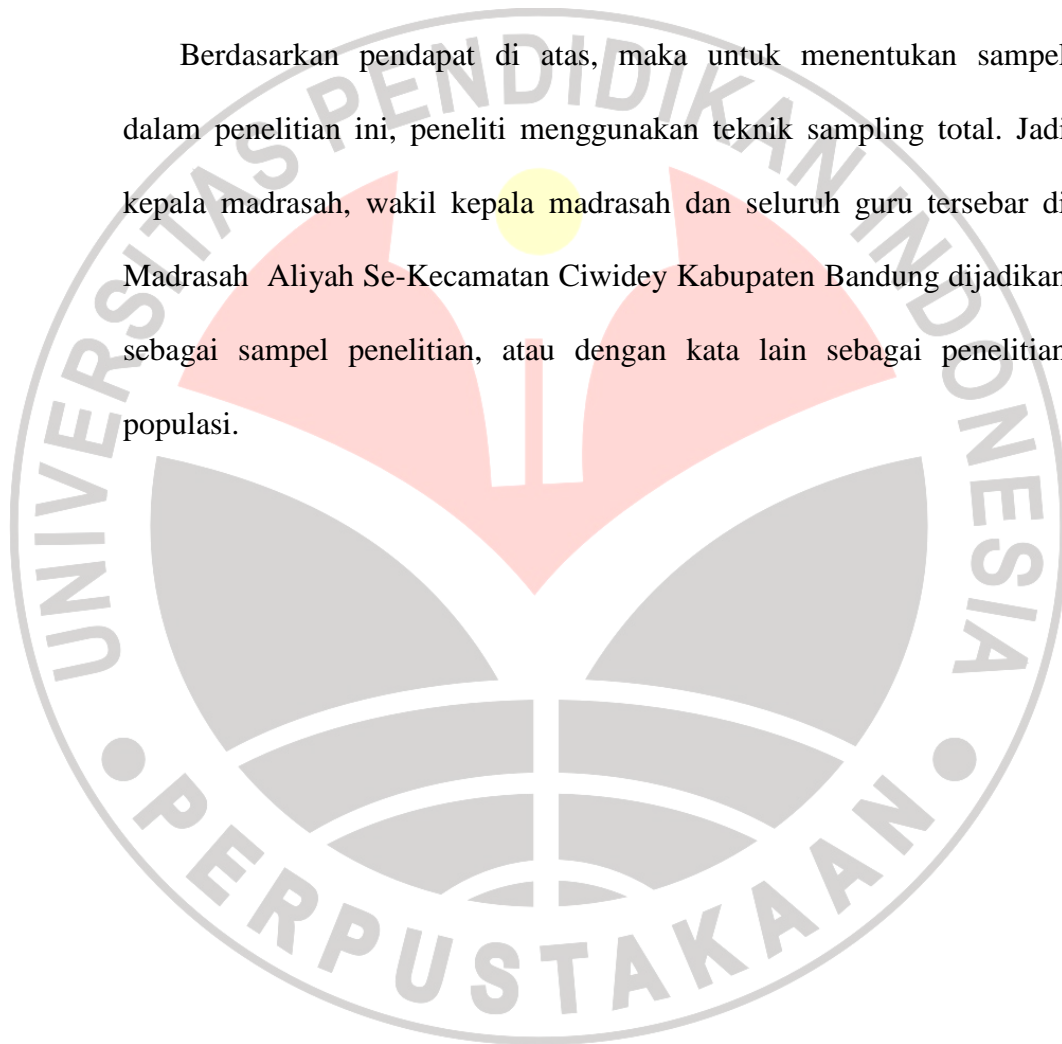 Berdasarkan pendapat di atas, maka untuk menentukan sampel
dalam penelitian ini, peneliti menggunakan teknik sampling total. Jadi
kepala madrasah, wakil kepala madrasah dan seluruh guru tersebar di
Madrasah Aliyah Se-Kecamatan Ciwidey Kabupaten Bandung dijadikan
sebagai sampel penelitian, atau dengan kata lain sebagai penelitian
populasi.
UNIVERSITAS PENDIDIKAN INDONESIA
PERPUSTAKAAN